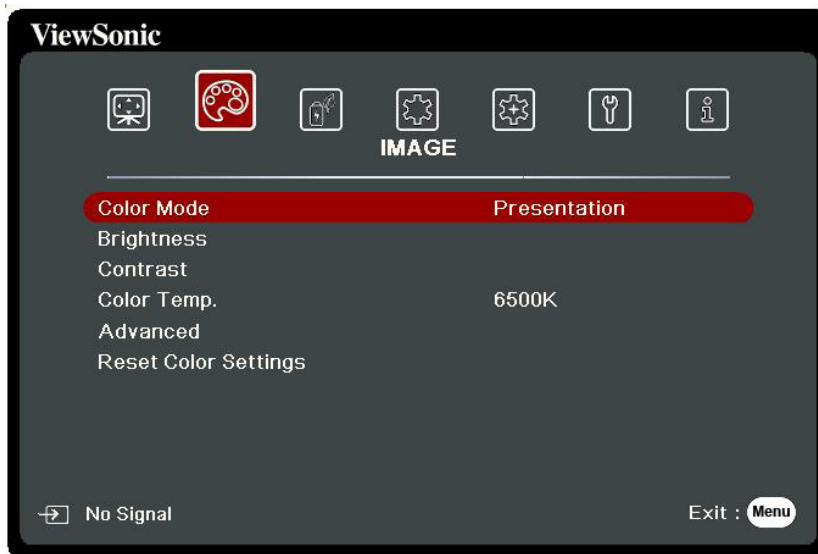 ViewSonic
IMAGE
Color Mode Presentation
Brightness
Contrast
Color Temp. 6500K
Advanced
Reset Color Settings
No Signal Exit : Menu